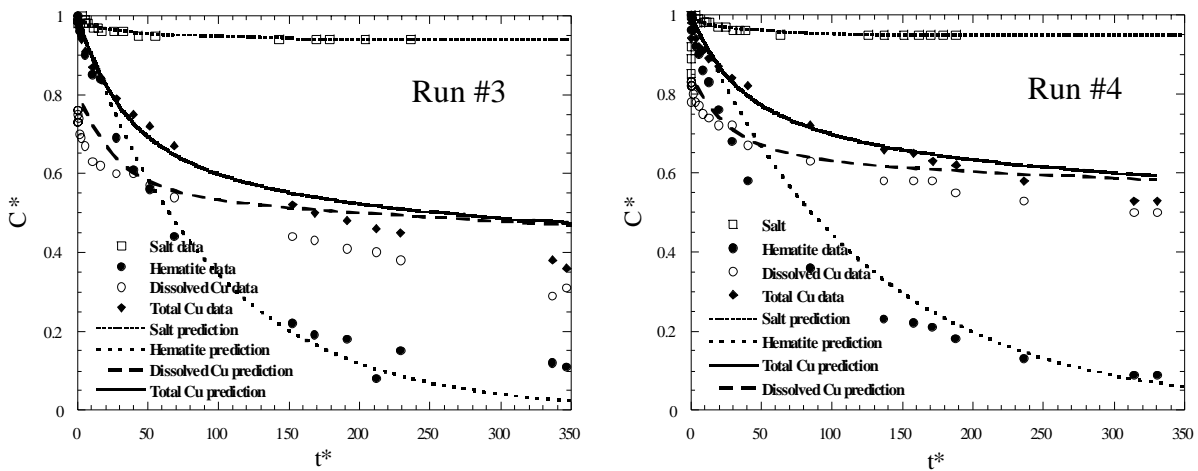 1
0.8
0.6
0.4
0.2
0
C*
Run #3
Salt data
Hematite data
Dissolved Cu data
Total Cu data
Salt prediction
Hematite prediction
Dissolved Cu prediction
Total Cu prediction
0 50 100 150 200 250 300 350
t*
1
0.8
0.6
0.4
0.2
0
C*
Run #4
Salt
Hematite data
Dissolved Cu data
Total Cu data
Salt prediction
Hematite prediction
Total Cu prediction
Dissolved Cu prediction
0 50 100 150 200 250 300 350
t*